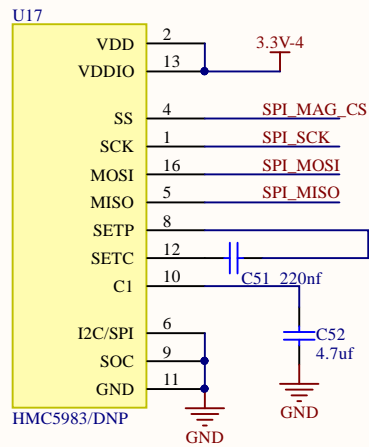 U17
VDD 2 3.3V-4
VDDIO 13
SS 4 SPI_MAG_CS
SCK 1 SPI_SCK
MOSI 16 SPI_MOSI
MISO 5 SPI_MISO
SETP 8
SETC 12
C51 220nf
C1 10
I2C/SPI 6
C52
4.7uf
SOC 9
GND 11
GND
HMC5983/DNP
GND